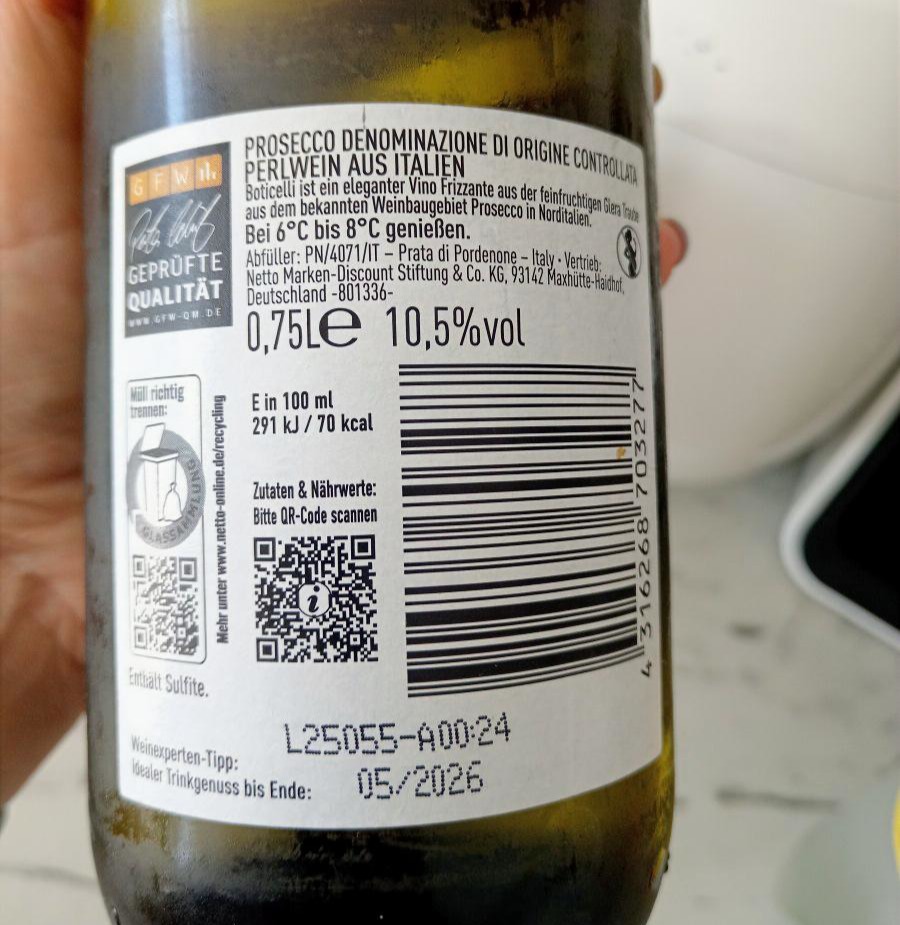 PROSECCO DENOMINAZIONE DI ORIGINE CONTROLLATA
PERLWEIN AUS ITALIEN
Boticelli ist ein eleganter Vino Frizzante aus der feinfruchtigen Glera Traube
aus dem bekannten Weinbaugebiet Prosecco in Norditalien.
Bei 6°C bis 8°C genießen.
Abfüller: PN/4071/IT – Prata di Pordenone – Italy · Vertrieb:
Netto Marken-Discount Stiftung & Co. KG, 93142 Maxhütte-Haidhof,
Deutschland -801336-
0,75L e 10,5%vol
GFW
GEPRÜFTE
QUALITÄT
WWW.GFW-QM.DE
Müll richtig
trennen:
GLASSAMMLUNG
Mehr unter www.netto-online.de/recycling
E in 100 ml
291 kJ / 70 kcal
Zutaten & Nährwerte:
Bitte QR-Code scannen
i
4 316268 703277
Enthält Sulfite.
L25055-A00:24
Weinexperten-Tipp:
Idealer Trinkgenuss bis Ende: 05/2026